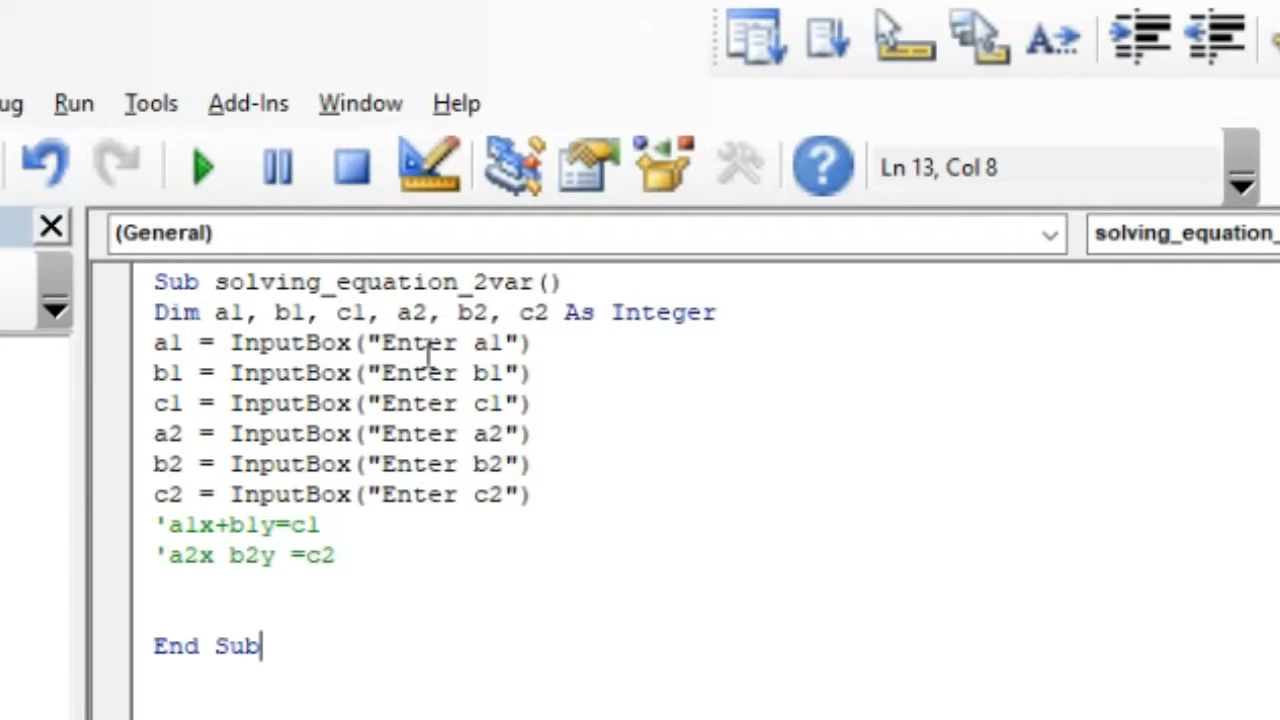 ug Run Tools Add-Ins Window Help
Ln 13, Col 8
(General)
solving_equation_
Sub solving_equation_2var()
Dim a1, b1, c1, a2, b2, c2 As Integer
a1 = InputBox("Enter a1")
b1 = InputBox("Enter b1")
c1 = InputBox("Enter c1")
a2 = InputBox("Enter a2")
b2 = InputBox("Enter b2")
c2 = InputBox("Enter c2")
'a1x+b1y=c1
'a2x b2y =c2
End Sub